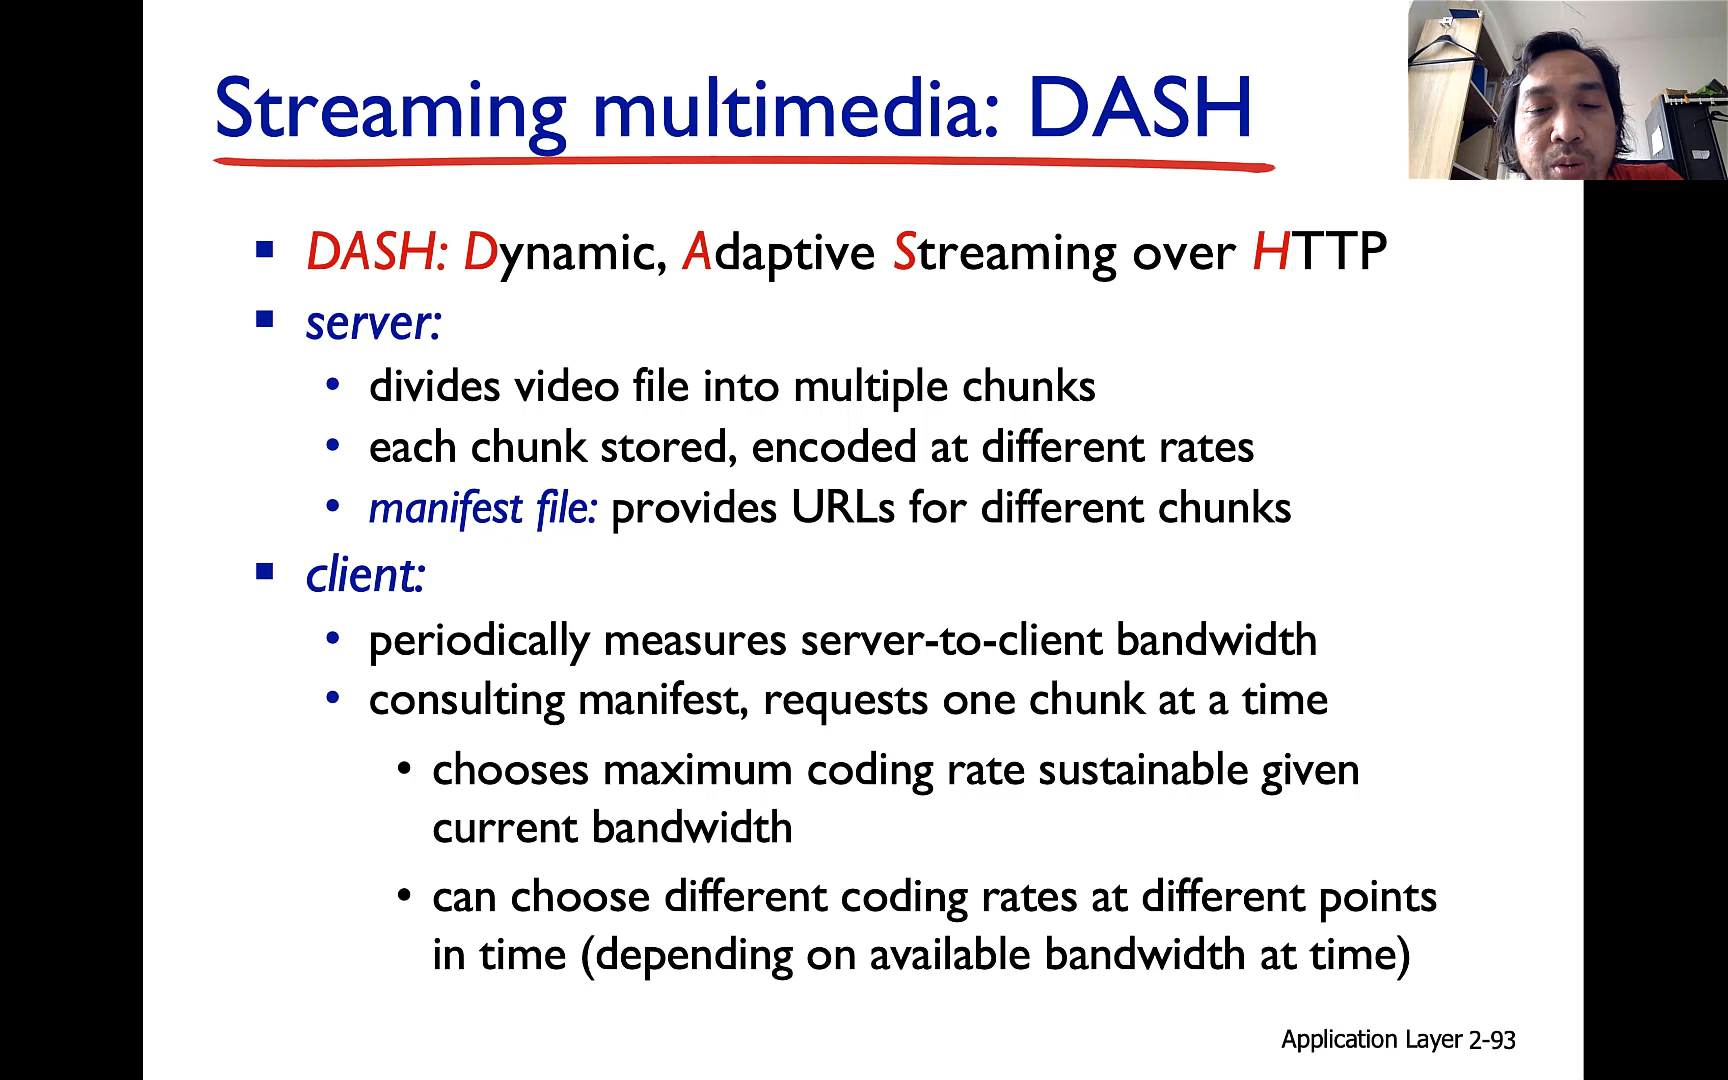 Streaming multimedia: DASH
DASH: Dynamic, Adaptive Streaming over HTTP
server:
divides video file into multiple chunks
each chunk stored, encoded at different rates
manifest file: provides URLs for different chunks
client:
periodically measures server-to-client bandwidth
consulting manifest, requests one chunk at a time
chooses maximum coding rate sustainable given
current bandwidth
can choose different coding rates at different points
in time (depending on available bandwidth at time)
Application Layer 2-93